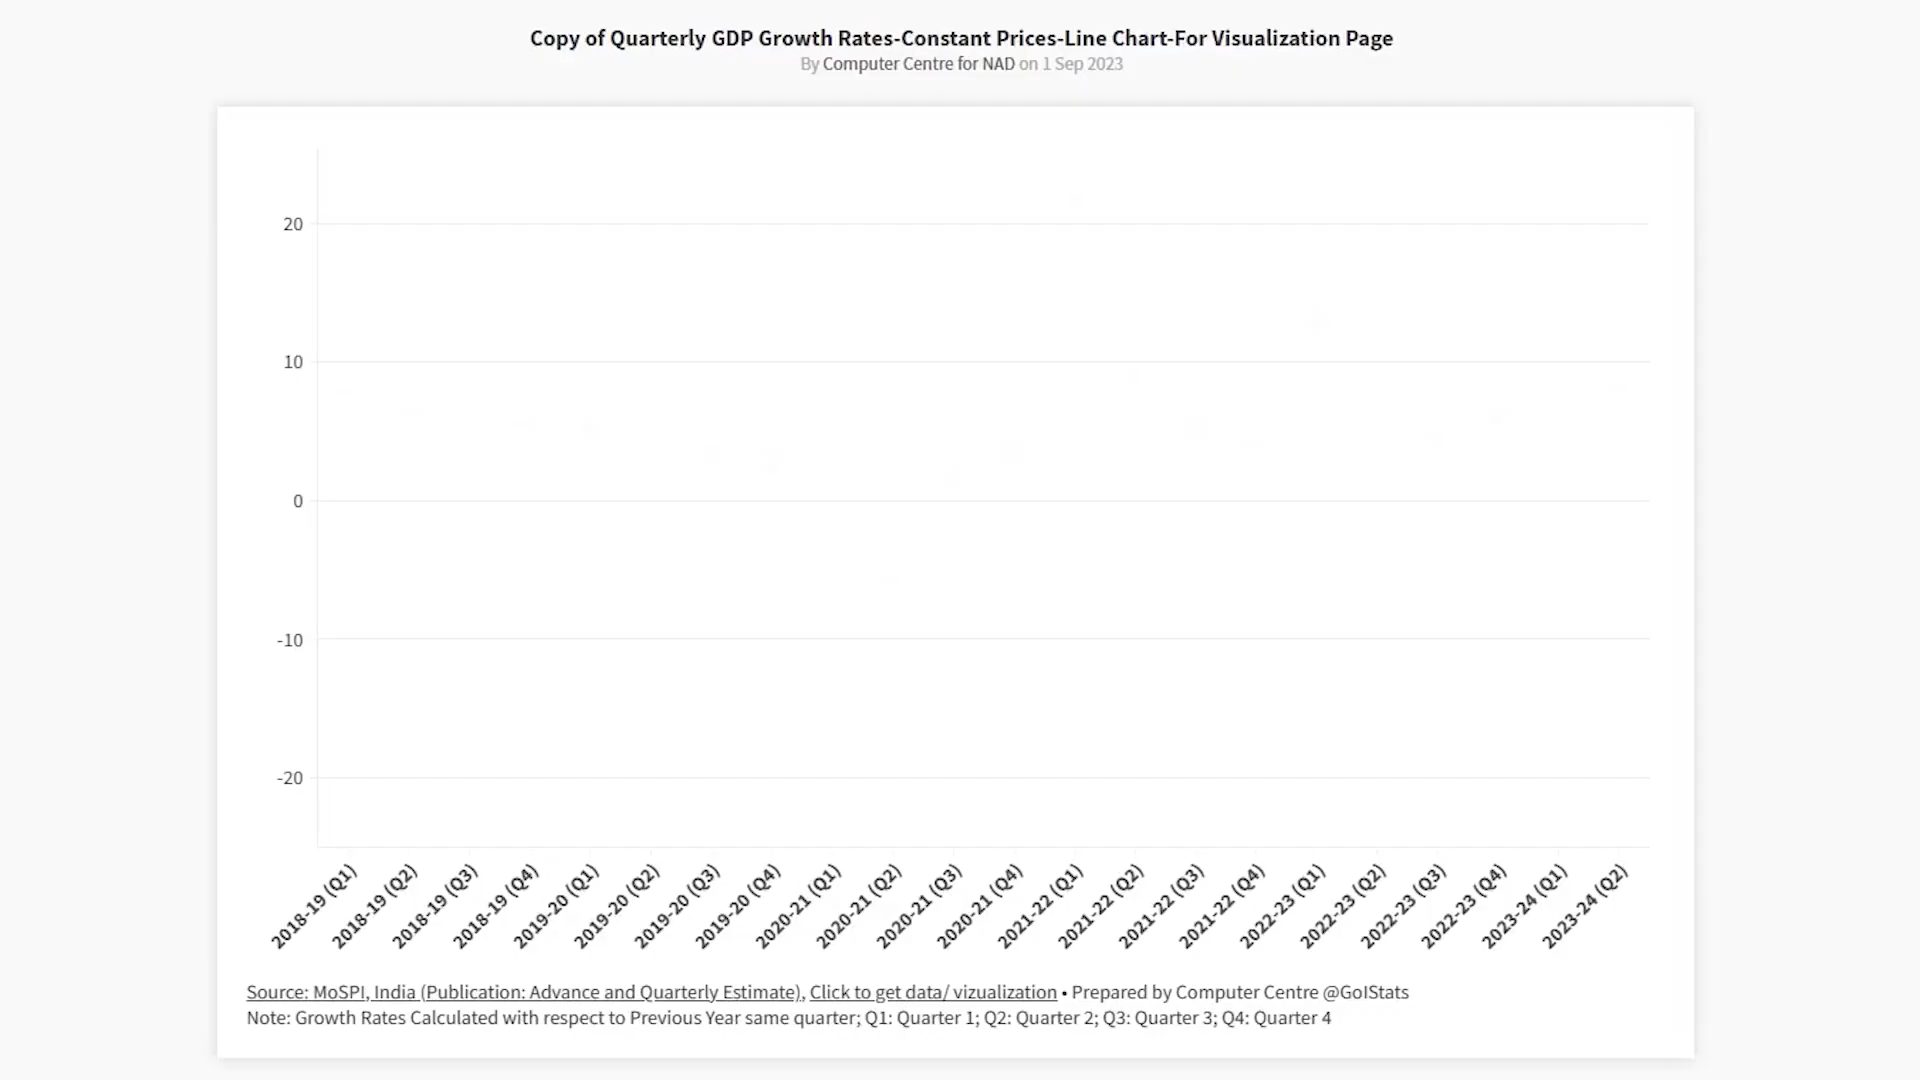 Copy of Quarterly GDP Growth Rates-Constant Prices-Line Chart-For Visualization Page
By Computer Centre for NAD on 1 Sep 2023
20
10
0
-10
-20
2018-19 (Q1)
2018-19 (Q2)
2018-19 (Q3)
2018-19 (Q4)
2019-20 (Q1)
2019-20 (Q2)
2019-20 (Q3)
2019-20 (Q4)
2020-21 (Q1)
2020-21 (Q2)
2020-21 (Q3)
2020-21 (Q4)
2021-22 (Q1)
2021-22 (Q2)
2021-22 (Q3)
2021-22 (Q4)
2022-23 (Q1)
2022-23 (Q2)
2022-23 (Q3)
2022-23 (Q4)
2023-24 (Q1)
2023-24 (Q2)
Source: MoSPI, India (Publication: Advance and Quarterly Estimate), Click to get data/ vizualization • Prepared by Computer Centre @GoIStats
Note: Growth Rates Calculated with respect to Previous Year same quarter; Q1: Quarter 1; Q2: Quarter 2; Q3: Quarter 3; Q4: Quarter 4